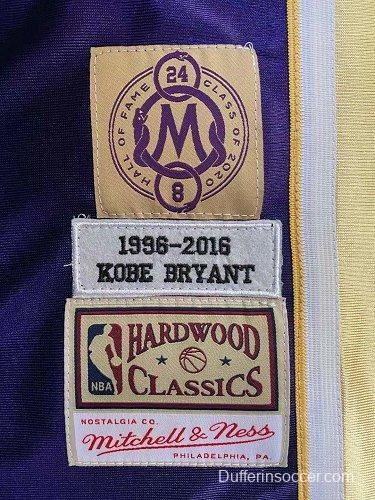 24
HALL OF FAME CLASS OF 2020
M
8
1996-2016
KOBE BRYANT
NBA
HARDWOOD
CLASSICS
NOSTALGIA CO.
Mitchell & Ness
PHILADELPHIA, PA.
Dufferinsoccer.com